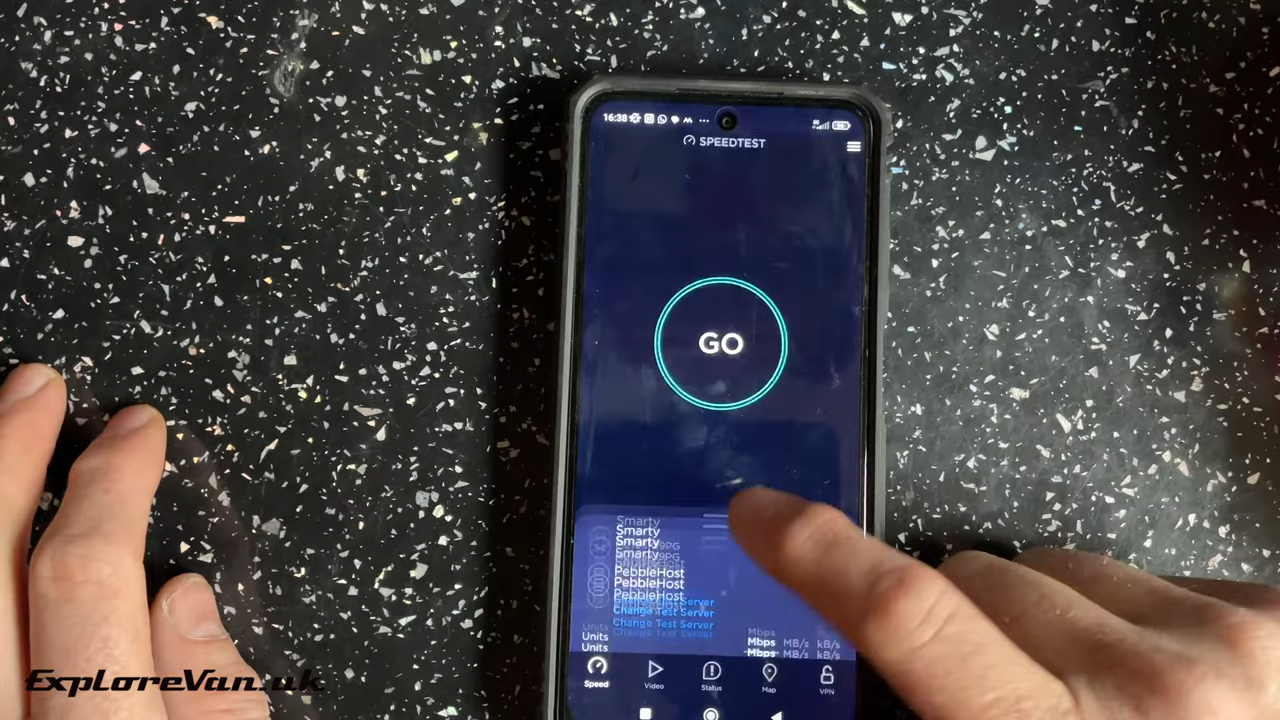 16:38
SPEEDTEST
GO
Smarty
Smarty
Smarty
Smarty
PebbleHost
PebbleHost
PebbleHost
Change Test Server
Change Test Server
Change Test Server
Units Mbps
Units Mbps MB/s kB/s
Units Mbps MB/s kB/s
Speed Video Status Map VPN
ExploreVan.uk